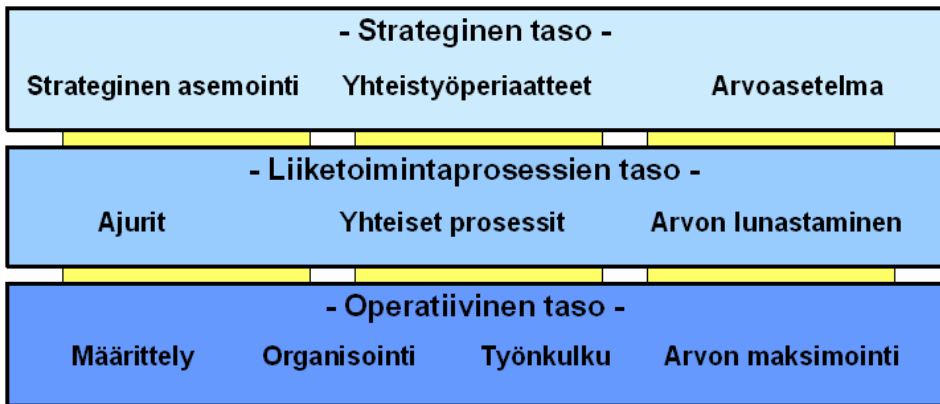 - Strateginen taso -
Strateginen asemointi Yhteistyöperiaatteet Arvoasetelma
- Liiketoimintaprosessien taso -
Ajurit Yhteiset prosessit Arvon lunastaminen
- Operatiivinen taso -
Määrittely Organisointi Työnkulku Arvon maksimointi